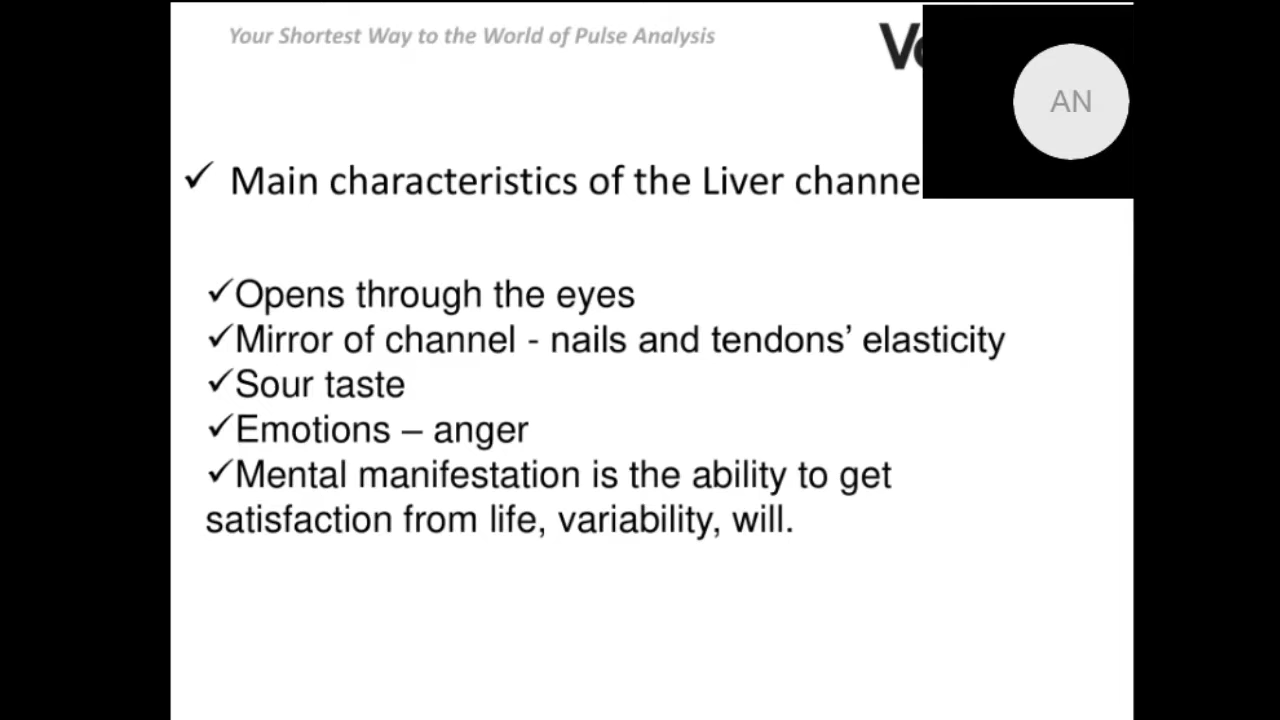 Your Shortest Way to the World of Pulse Analysis
AN
✓ Main characteristics of the Liver channe
✓Opens through the eyes
✓Mirror of channel - nails and tendons’ elasticity
✓Sour taste
✓Emotions – anger
✓Mental manifestation is the ability to get
satisfaction from life, variability, will.